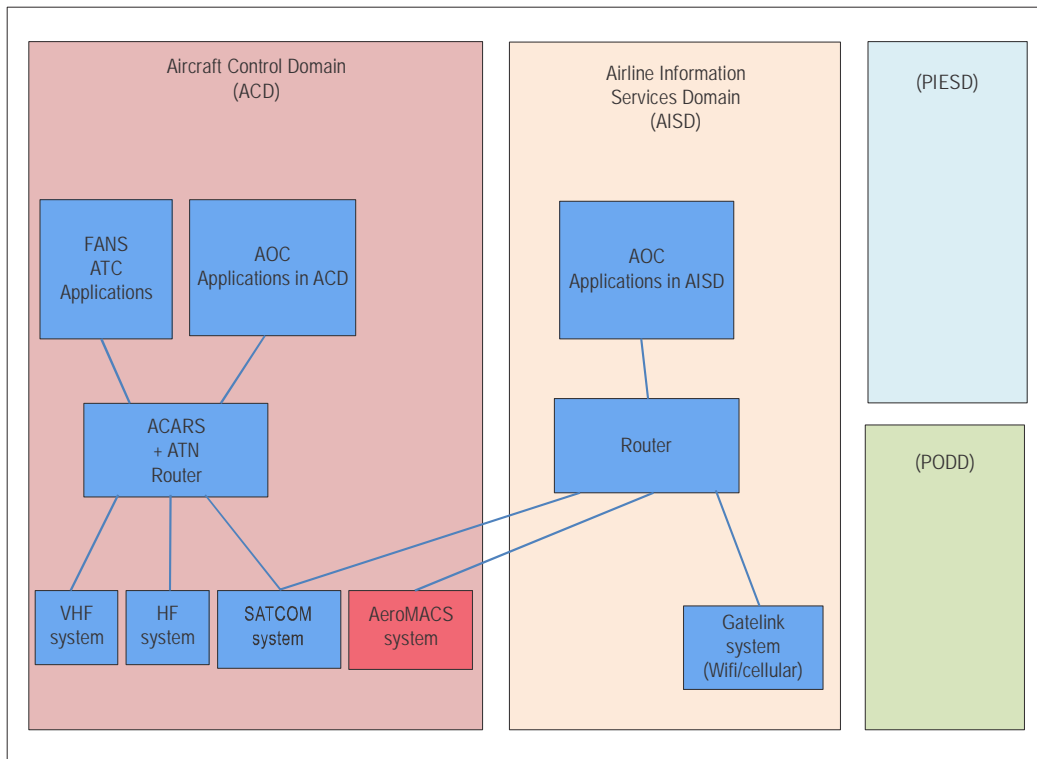 Aircraft Control Domain
(ACD)
Airline Information
Services Domain
(AISD)
(PIESD)
FANS
ATC
Applications
AOC
Applications in ACD
AOC
Applications in AISD
ACARS
+ ATN
Router
Router
(PODD)
VHF
system
HF
system
SATCOM
system
AeroMACS
system
Gatelink
system
(Wifi/cellular)